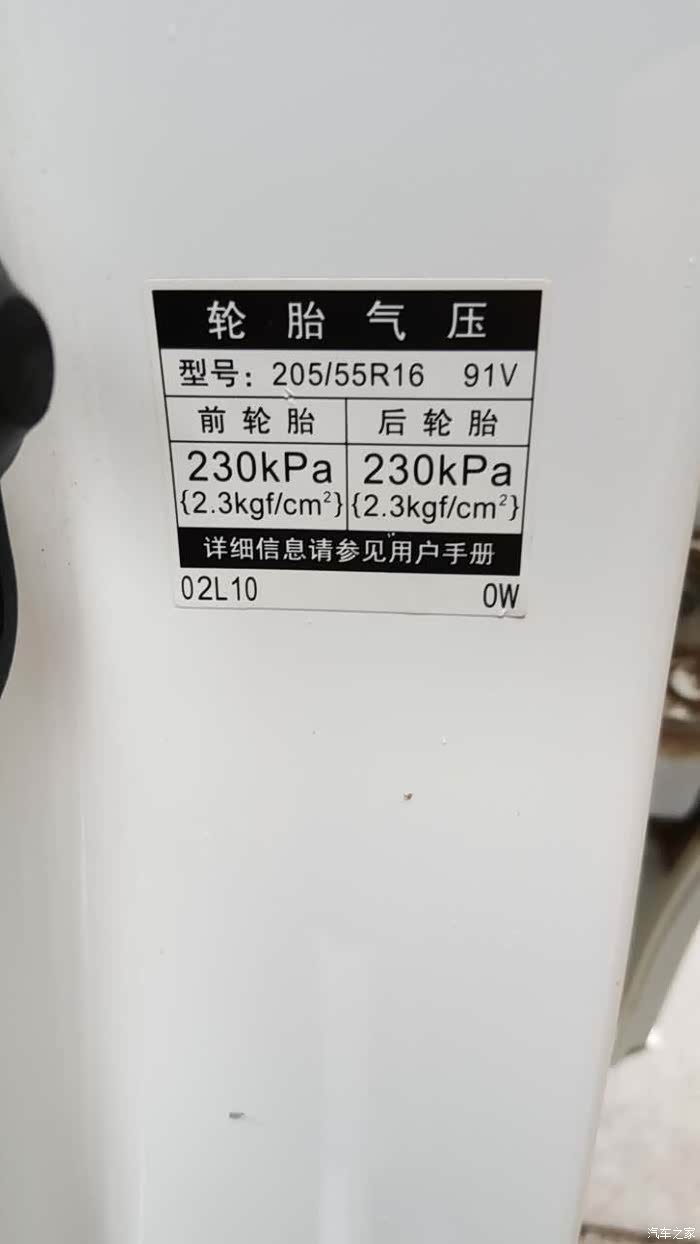 轮胎气压
型号：205/55R16 91V
前轮胎 后轮胎
230kPa 230kPa
{2.3kgf/cm²} {2.3kgf/cm²}
详细信息请参见用户手册
02L10 0W
汽车之家